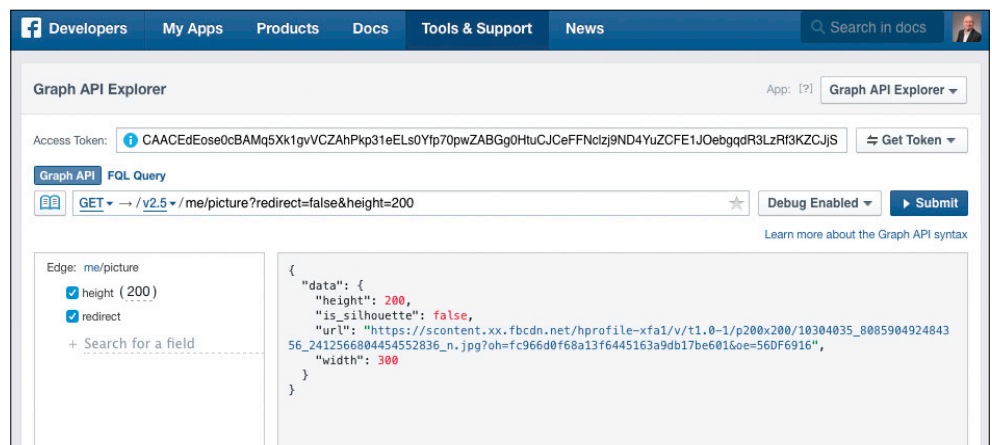 f Developers My Apps Products Docs Tools & Support News Search in docs
Graph API Explorer App: [?] Graph API Explorer
Access Token: CAACEdEose0cBAMq5Xk1gvVCZAhPkp31eELs0Yfp70pwZABGg0HtuCJCeFFNclzj9ND4YuZCFE1JOebgqdR3LzRf3KZCJjS Get Token
Graph API FQL Query
GET → /v2.5 /me/picture?redirect=false&height=200 Debug Enabled Submit
Learn more about the Graph API syntax
Edge: me/picture
height (200)
redirect
+ Search for a field
{
"data": {
"height": 200,
"is_silhouette": false,
"url": "https://scontent.xx.fbcdn.net/hprofile-xfa1/v/t1.0-1/p200x200/10304035_8085904924843
56_2412566804454552836_n.jpg?oh=fc966d0f68a13f6445163a9db17be601&oe=56DF6916",
"width": 300
}
}